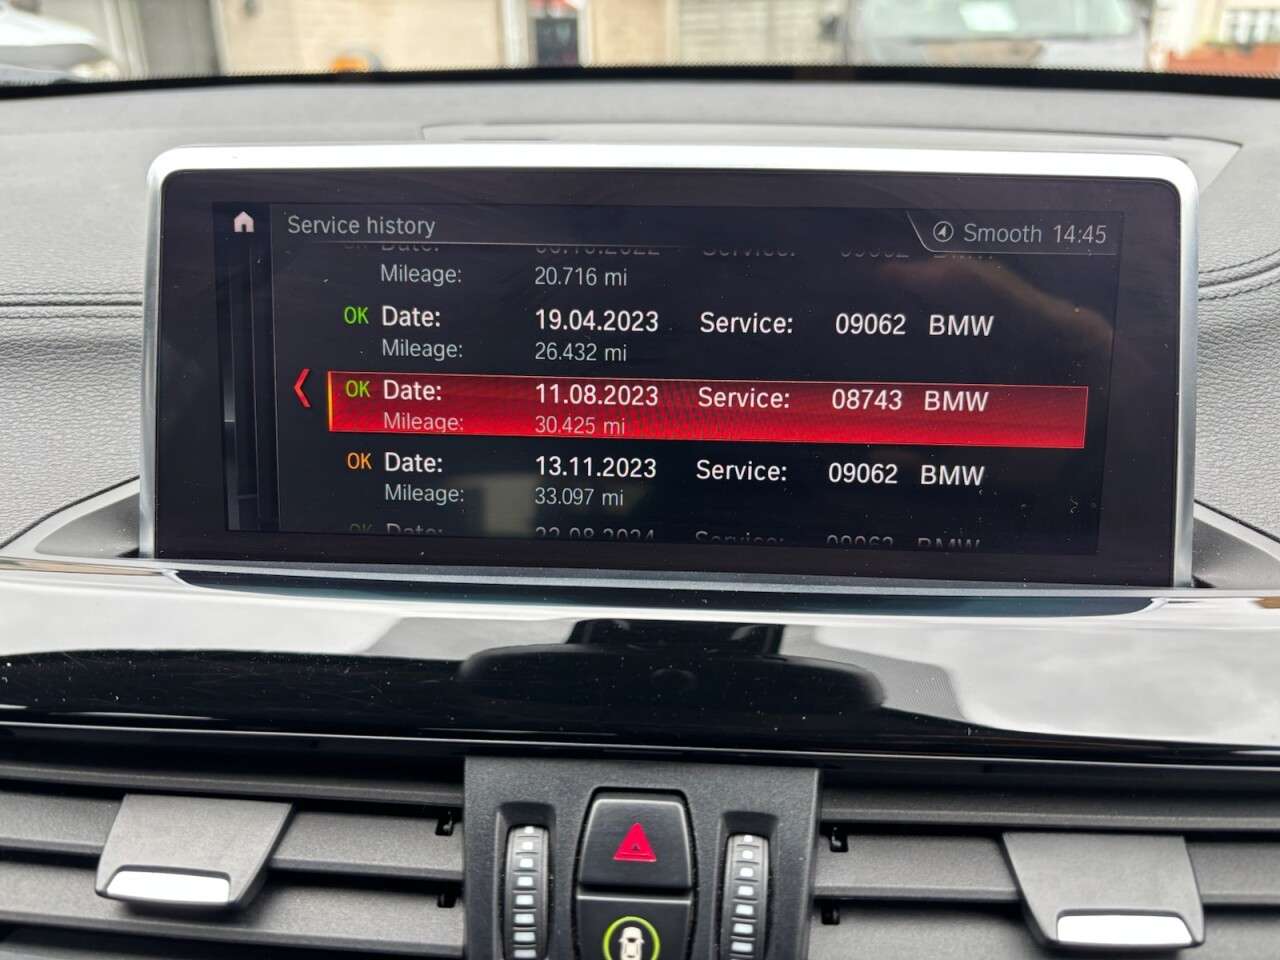 Service history
Smooth 14:45
Mileage: 20.716 mi
OK Date: 19.04.2023 Service: 09062 BMW
Mileage: 26.432 mi
OK Date: 11.08.2023 Service: 08743 BMW
Mileage: 30.425 mi
OK Date: 13.11.2023 Service: 09062 BMW
Mileage: 33.097 mi